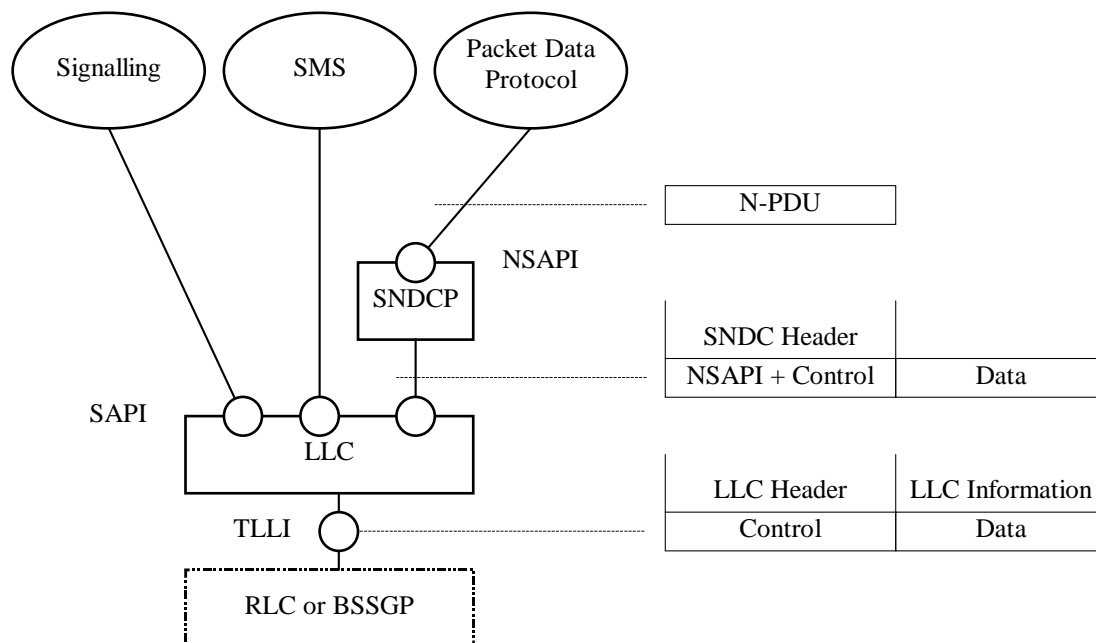 Signalling
SMS
Packet Data
Protocol
N-PDU
NSAPI
SNDCP
SNDC Header
NSAPI + Control
Data
SAPI
LLC
LLC Header
LLC Information
TLLI
Control
Data
RLC or BSSGP